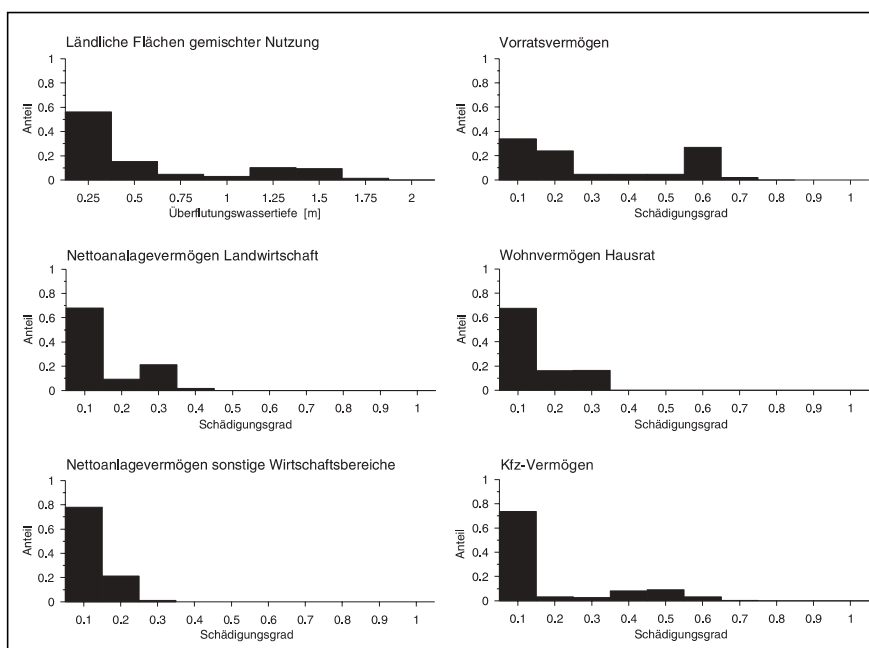 Ländliche Flächen gemischter Nutzung
1
0.8
0.6
0.4
0.2
0
Anteil
0.25 0.5 0.75 1 1.25 1.5 1.75 2
Überflutungswassertiefe [m]
Vorratsvermögen
1
0.8
0.6
0.4
0.2
0
Anteil
0.1 0.2 0.3 0.4 0.5 0.6 0.7 0.8 0.9 1
Schädigungsgrad
Nettoanalagevermögen Landwirtschaft
1
0.8
0.6
0.4
0.2
0
Anteil
0.1 0.2 0.3 0.4 0.5 0.6 0.7 0.8 0.9 1
Schädigungsgrad
Wohnvermögen Hausrat
1
0.8
0.6
0.4
0.2
0
Anteil
0.1 0.2 0.3 0.4 0.5 0.6 0.7 0.8 0.9 1
Schädigungsgrad
Nettoanlagevermögen sonstige Wirtschaftsbereiche
1
0.8
0.6
0.4
0.2
0
Anteil
0.1 0.2 0.3 0.4 0.5 0.6 0.7 0.8 0.9 1
Schädigungsgrad
Kfz-Vermögen
1
0.8
0.6
0.4
0.2
0
Anteil
0.1 0.2 0.3 0.4 0.5 0.6 0.7 0.8 0.9 1
Schädigungsgrad